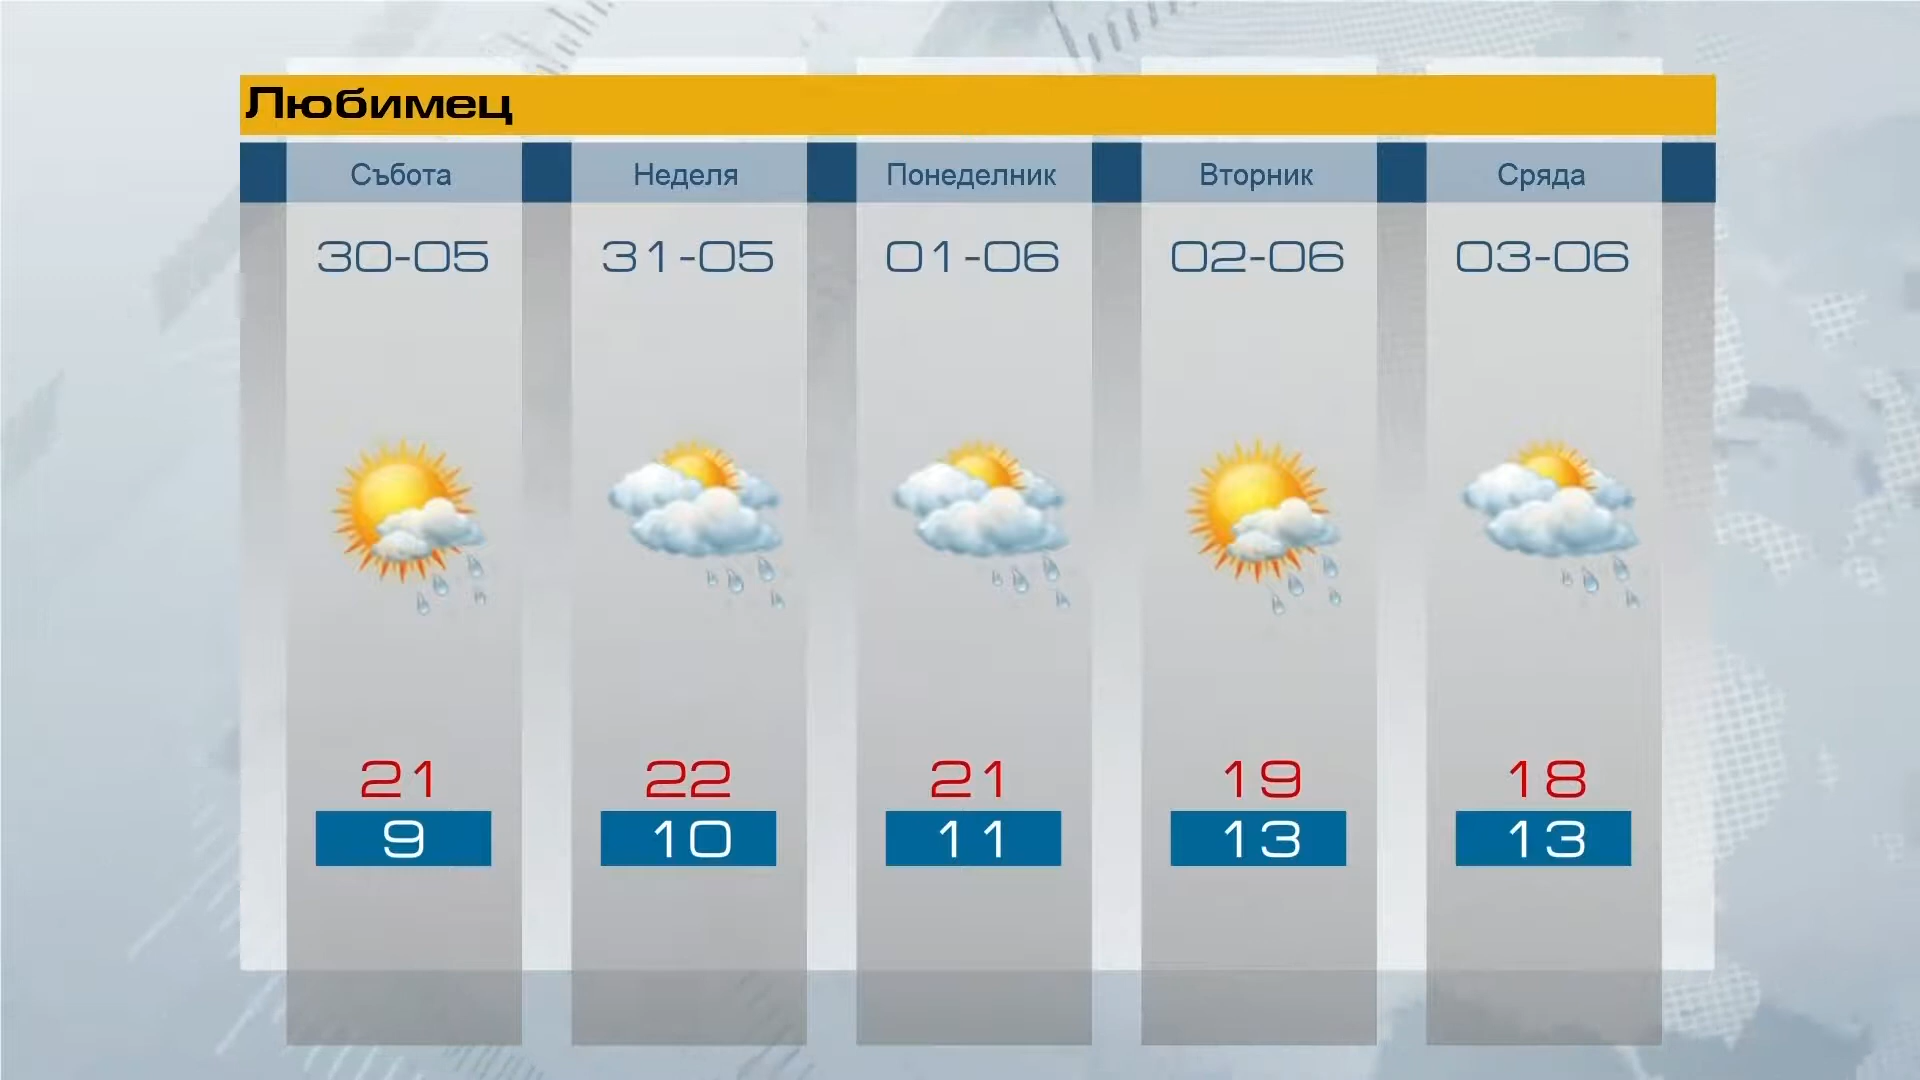 Любимец
Събота Неделя Понеделник Вторник Сряда
30-05 31-05 01-06 02-06 03-06
21 22 21 19 18
9 10 11 13 13